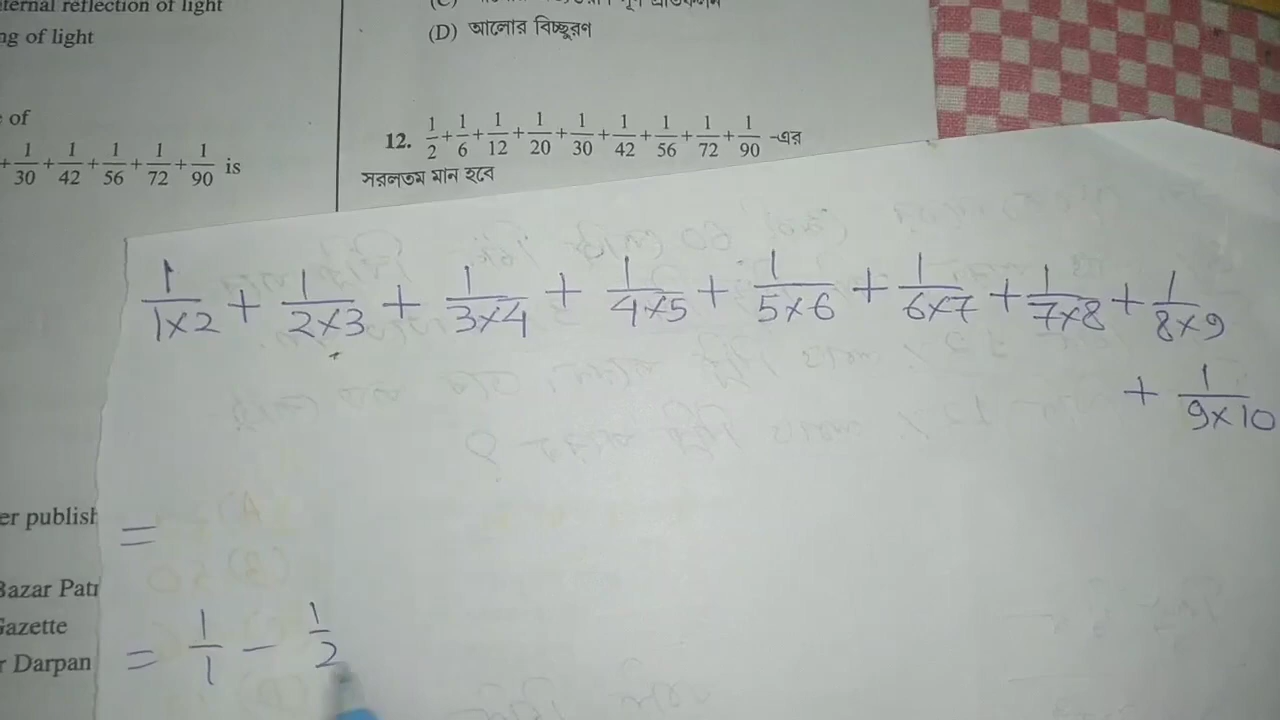 ternal reflection of light
ng of light
(D) আলোর বিচ্ছুরণ
of
+ 1/30 + 1/42 + 1/56 + 1/72 + 1/90 is
12. 1/2 + 1/6 + 1/12 + 1/20 + 1/30 + 1/42 + 1/56 + 1/72 + 1/90 -এর
সরলতম মান হবে
1/1×2 + 1/2×3 + 1/3×4 + 1/4×5 + 1/5×6 + 1/6×7 + 1/7×8 + 1/8×9
+ 1/9×10
=
= 1/1 - 1/2
er publish
Bazar Patr
Gazette
r Darpan